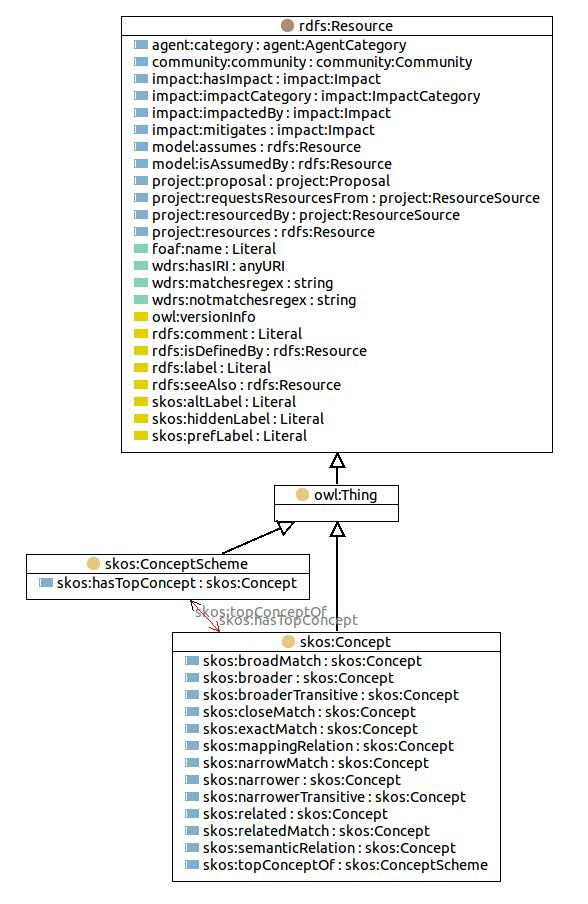 rdfs:Resource
agent:category : agent:AgentCategory
community:community : community:Community
impact:hasImpact : impact:Impact
impact:impactCategory : impact:ImpactCategory
impact:impactedBy : impact:Impact
impact:mitigates : impact:Impact
model:assumes : rdfs:Resource
model:isAssumedBy : rdfs:Resource
project:proposal : project:Proposal
project:requestsResourcesFrom : project:ResourceSource
project:resourcedBy : project:ResourceSource
project:resources : rdfs:Resource
foaf:name : Literal
wdrs:hasIRI : anyURI
wdrs:matchesregex : string
wdrs:notmatchesregex : string
owl:versionInfo
rdfs:comment : Literal
rdfs:isDefinedBy : rdfs:Resource
rdfs:label : Literal
rdfs:seeAlso : rdfs:Resource
skos:altLabel : Literal
skos:hiddenLabel : Literal
skos:prefLabel : Literal
owl:Thing
skos:ConceptScheme
skos:hasTopConcept : skos:Concept
skos:topConceptOf
skos:hasTopConcept
skos:Concept
skos:broadMatch : skos:Concept
skos:broader : skos:Concept
skos:broaderTransitive : skos:Concept
skos:closeMatch : skos:Concept
skos:exactMatch : skos:Concept
skos:mappingRelation : skos:Concept
skos:narrowMatch : skos:Concept
skos:narrower : skos:Concept
skos:narrowerTransitive : skos:Concept
skos:related : skos:Concept
skos:relatedMatch : skos:Concept
skos:semanticRelation : skos:Concept
skos:topConceptOf : skos:ConceptScheme